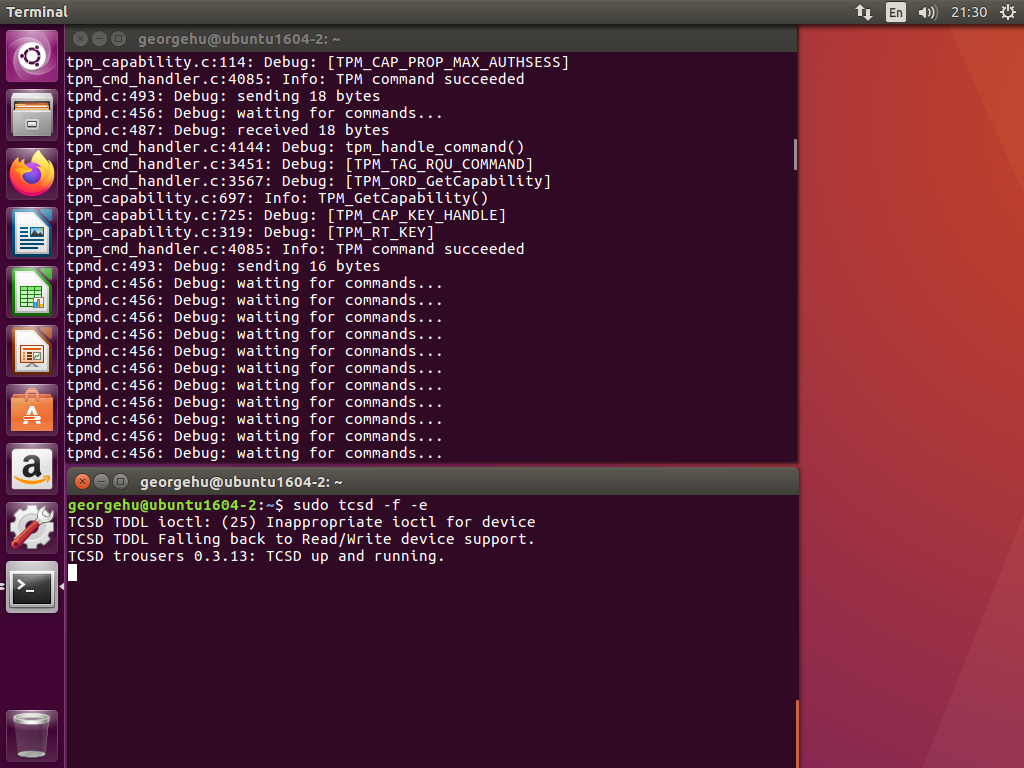 Terminal
En
21:30
georgehu@ubuntu1604-2: ~
tpm_capability.c:114: Debug: [TPM_CAP_PROP_MAX_AUTHSESS]
tpm_cmd_handler.c:4085: Info: TPM command succeeded
tpmd.c:493: Debug: sending 18 bytes
tpmd.c:456: Debug: waiting for commands...
tpmd.c:487: Debug: received 18 bytes
tpm_cmd_handler.c:4144: Debug: tpm_handle_command()
tpm_cmd_handler.c:3451: Debug: [TPM_TAG_RQU_COMMAND]
tpm_cmd_handler.c:3567: Debug: [TPM_ORD_GetCapability]
tpm_capability.c:697: Info: TPM_GetCapability()
tpm_capability.c:725: Debug: [TPM_CAP_KEY_HANDLE]
tpm_capability.c:319: Debug: [TPM_RT_KEY]
tpm_cmd_handler.c:4085: Info: TPM command succeeded
tpmd.c:493: Debug: sending 16 bytes
tpmd.c:456: Debug: waiting for commands...
tpmd.c:456: Debug: waiting for commands...
tpmd.c:456: Debug: waiting for commands...
tpmd.c:456: Debug: waiting for commands...
tpmd.c:456: Debug: waiting for commands...
tpmd.c:456: Debug: waiting for commands...
tpmd.c:456: Debug: waiting for commands...
tpmd.c:456: Debug: waiting for commands...
tpmd.c:456: Debug: waiting for commands...
tpmd.c:456: Debug: waiting for commands...
tpmd.c:456: Debug: waiting for commands...
georgehu@ubuntu1604-2: ~
georgehu@ubuntu1604-2:~$ sudo tcsd -f -e
TCSD TDDL ioctl: (25) Inappropriate ioctl for device
TCSD TDDL Falling back to Read/Write device support.
TCSD trousers 0.3.13: TCSD up and running.